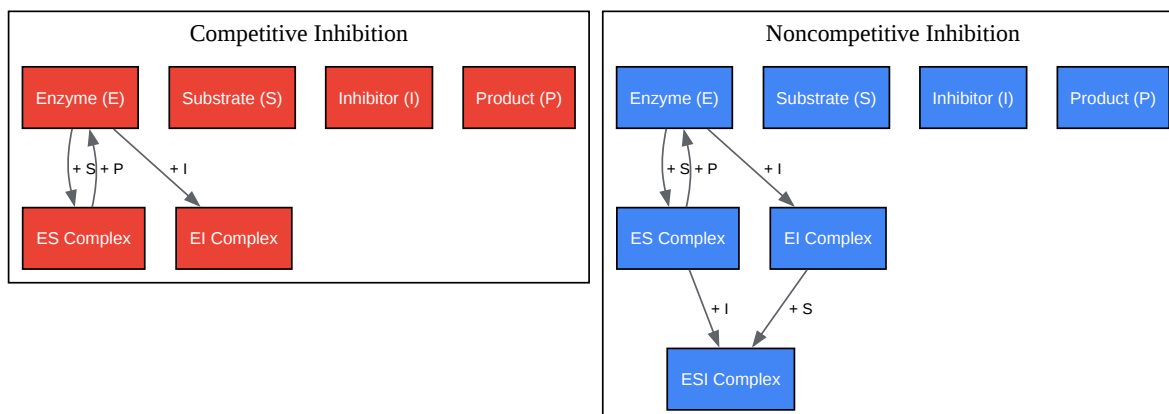 Competitive Inhibition
Enzyme (E)
Substrate (S)
Inhibitor (I)
Product (P)
+ S
+ P
+ I
ES Complex
EI Complex
Noncompetitive Inhibition
Enzyme (E)
Substrate (S)
Inhibitor (I)
Product (P)
+ S
+ P
+ I
ES Complex
EI Complex
+ I
+ S
ESI Complex